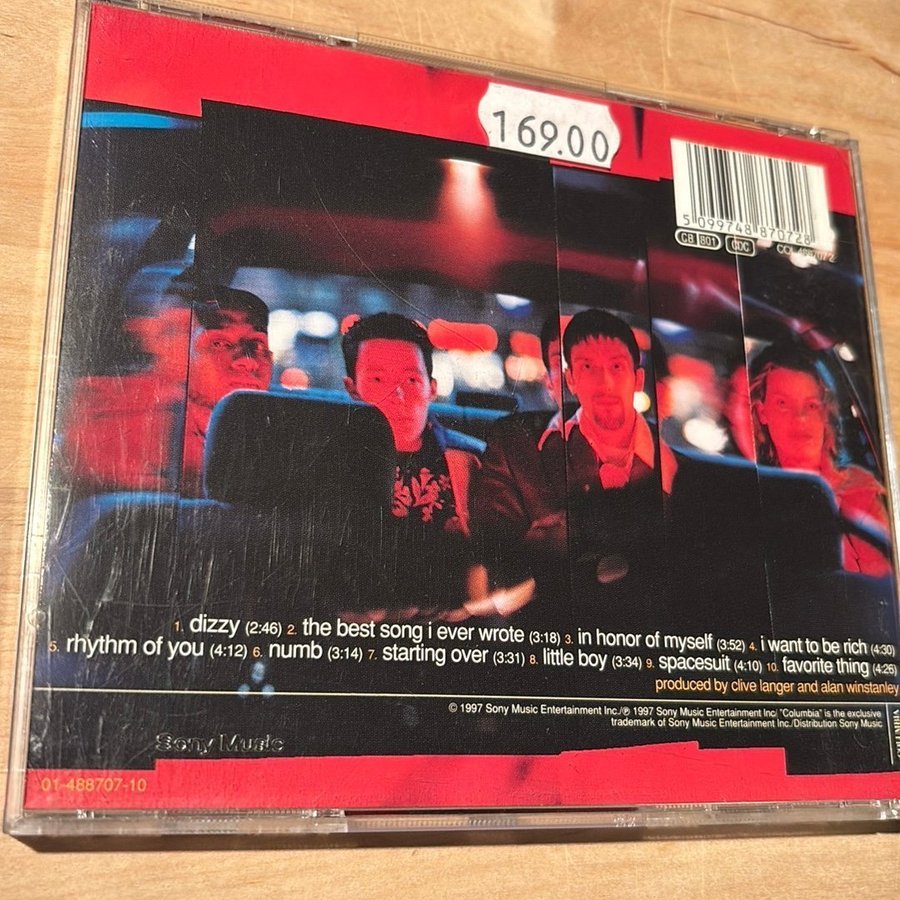 169.00
5 099748 870728
GB 801 CDC COL 488707 2
1. dizzy (2:46) 2. the best song i ever wrote (3:18) 3. in honor of myself (3:52) 4. i want to be rich (4:30)
5. rhythm of you (4:12) 6. numb (3:14) 7. starting over (3:31) 8. little boy (3:34) 9. spacesuit (4:10) 10. favorite thing (4:26)
produced by clive langer and alan winstanley
© 1997 Sony Music Entertainment Inc./℗ 1997 Sony Music Entertainment Inc/ "Columbia" is the exclusive
trademark of Sony Music Entertainment Inc./Distribution Sony Music
COLUMBIA
Sony Music
01-488707-10